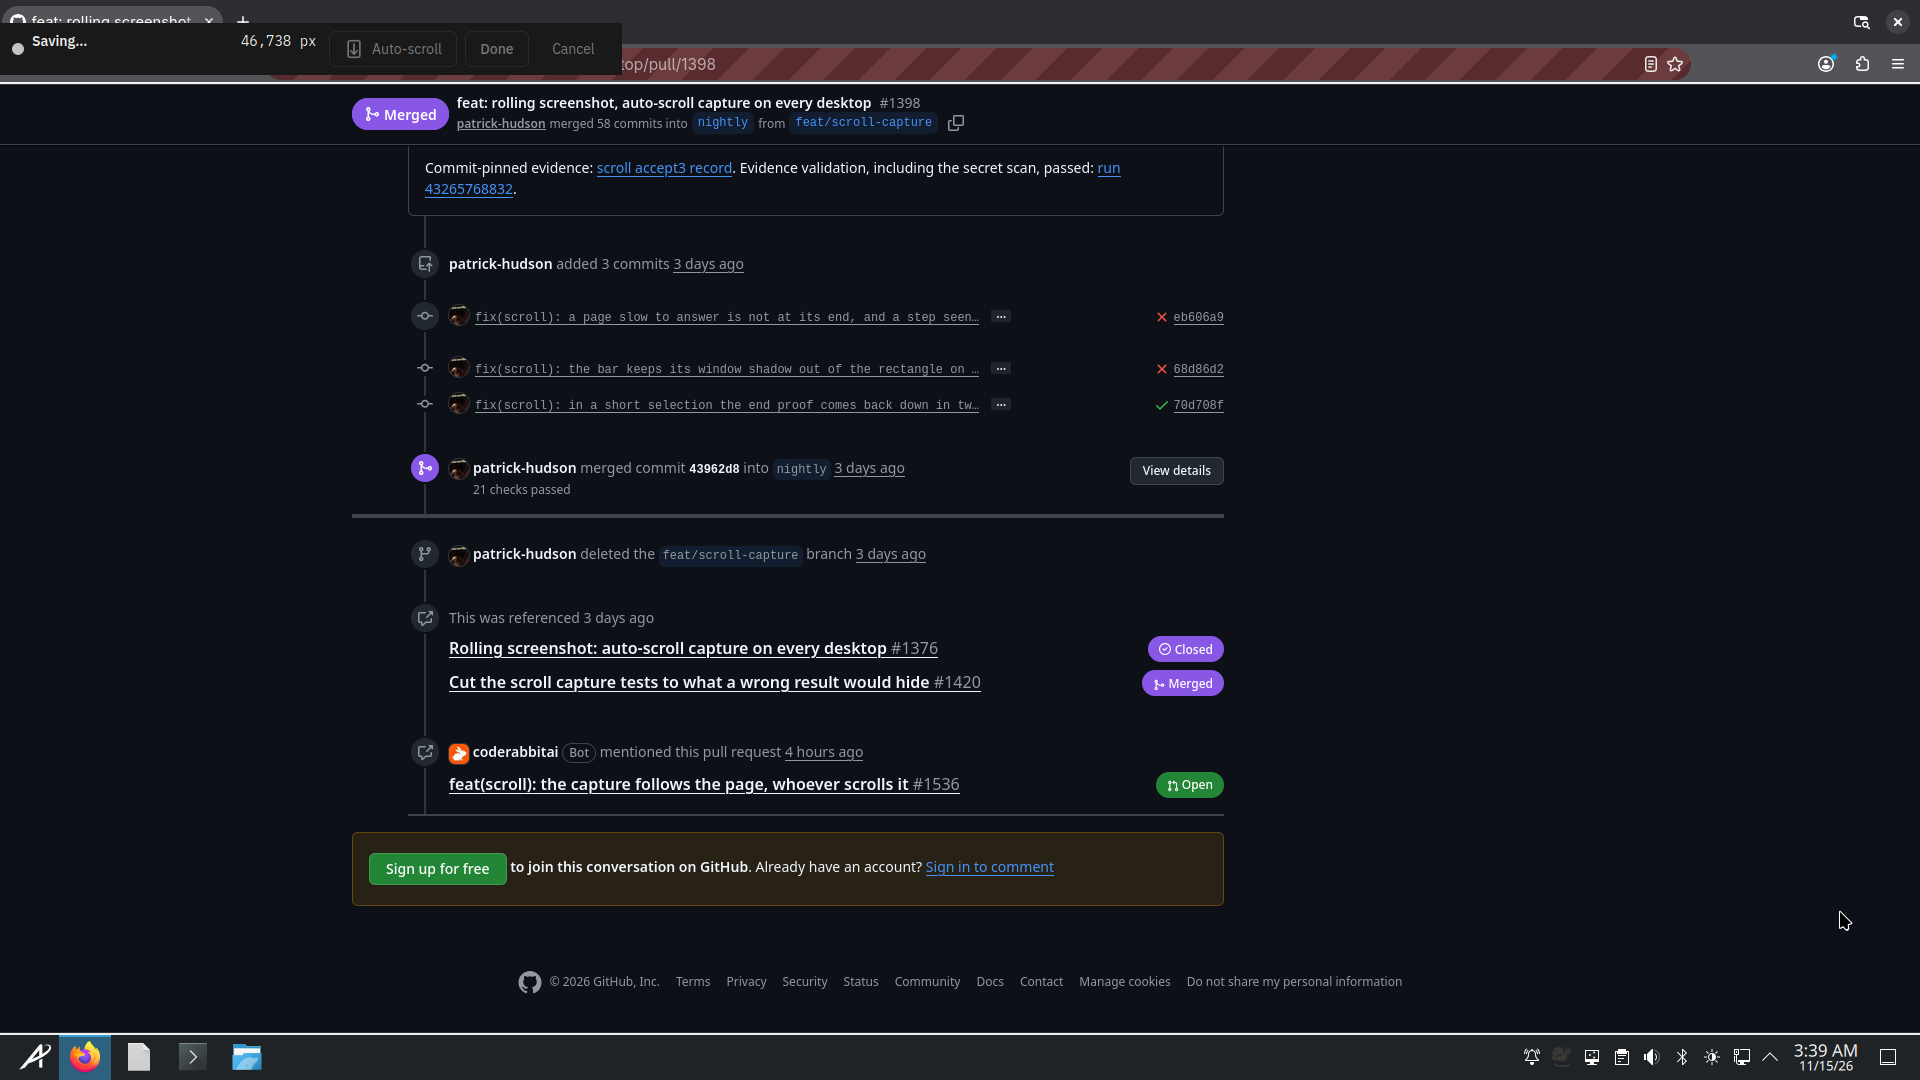 feat: rolling screenshot,
Saving...
46,738 px
Auto-scroll
Done
Cancel
top/pull/1398
Merged
feat: rolling screenshot, auto-scroll capture on every desktop #1398
patrick-hudson merged 58 commits into nightly from feat/scroll-capture
Commit-pinned evidence: scroll accept3 record. Evidence validation, including the secret scan, passed: run
43265768832.
patrick-hudson added 3 commits 3 days ago
fix(scroll): a page slow to answer is not at its end, and a step seen… ... eb606a9
fix(scroll): the bar keeps its window shadow out of the rectangle on … ... 68d86d2
fix(scroll): in a short selection the end proof comes back down in tw… ... 70d708f
patrick-hudson merged commit 43962d8 into nightly 3 days ago
View details
21 checks passed
patrick-hudson deleted the feat/scroll-capture branch 3 days ago
This was referenced 3 days ago
Rolling screenshot: auto-scroll capture on every desktop #1376
Closed
Cut the scroll capture tests to what a wrong result would hide #1420
Merged
coderabbitai Bot mentioned this pull request 4 hours ago
feat(scroll): the capture follows the page, whoever scrolls it #1536
Open
Sign up for free to join this conversation on GitHub. Already have an account? Sign in to comment
© 2026 GitHub, Inc. Terms Privacy Security Status Community Docs Contact Manage cookies Do not share my personal information
3:39 AM
11/15/26